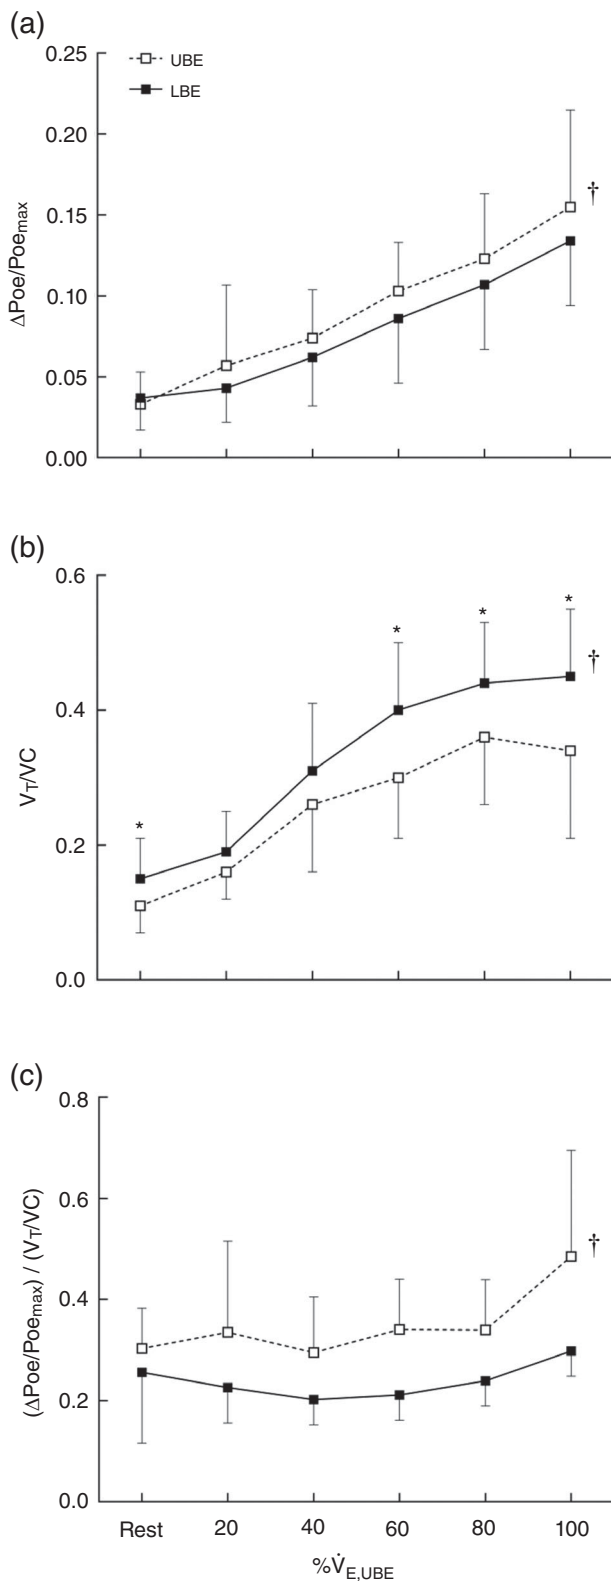 (a)
0.25
UBE
LBE
0.20
†
0.15
ΔPoe/Poemax
0.10
0.05
0.00
(b)
0.6
*
*
*
*
†
0.4
VT/VC
0.2
0.0
(c)
0.8
0.6
†
(ΔPoe/Poemax) / (VT/VC)
0.4
0.2
0.0
Rest 20 40 60 80 100
%V̇E,UBE